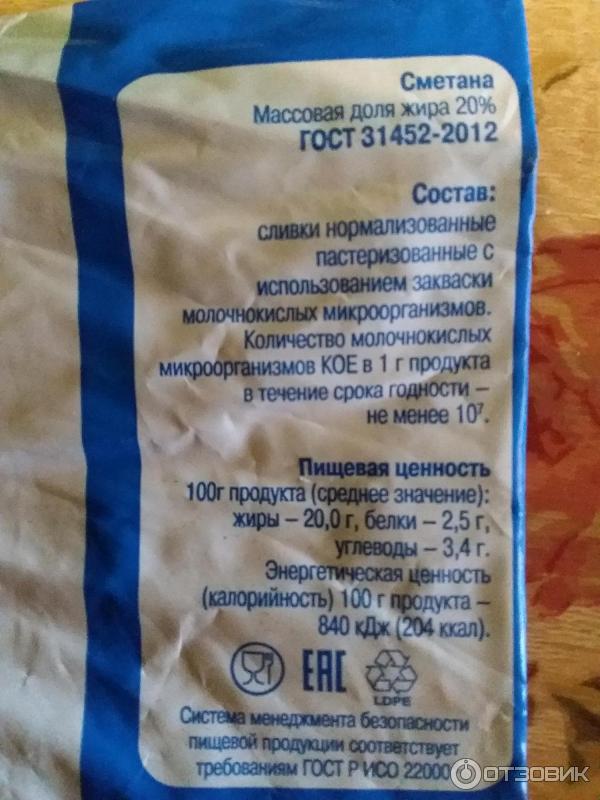 Сметана
Массовая доля жира 20%
ГОСТ 31452-2012
Состав:
сливки нормализованные
пастеризованные с
использованием закваски
молочнокислых микроорганизмов.
Количество молочнокислых
микроорганизмов КОЕ в 1 г продукта
в течение срока годности –
не менее 10⁷.
Пищевая ценность
100г продукта (среднее значение):
жиры – 20,0 г, белки – 2,5 г,
углеводы – 3,4 г.
Энергетическая ценность
(калорийность) 100 г продукта –
840 кДж (204 ккал).
ЕАС
LDPE
Система менеджмента безопасности
пищевой продукции соответствует
требованиям ГОСТ Р ИСО 22000
ОТЗОВИК